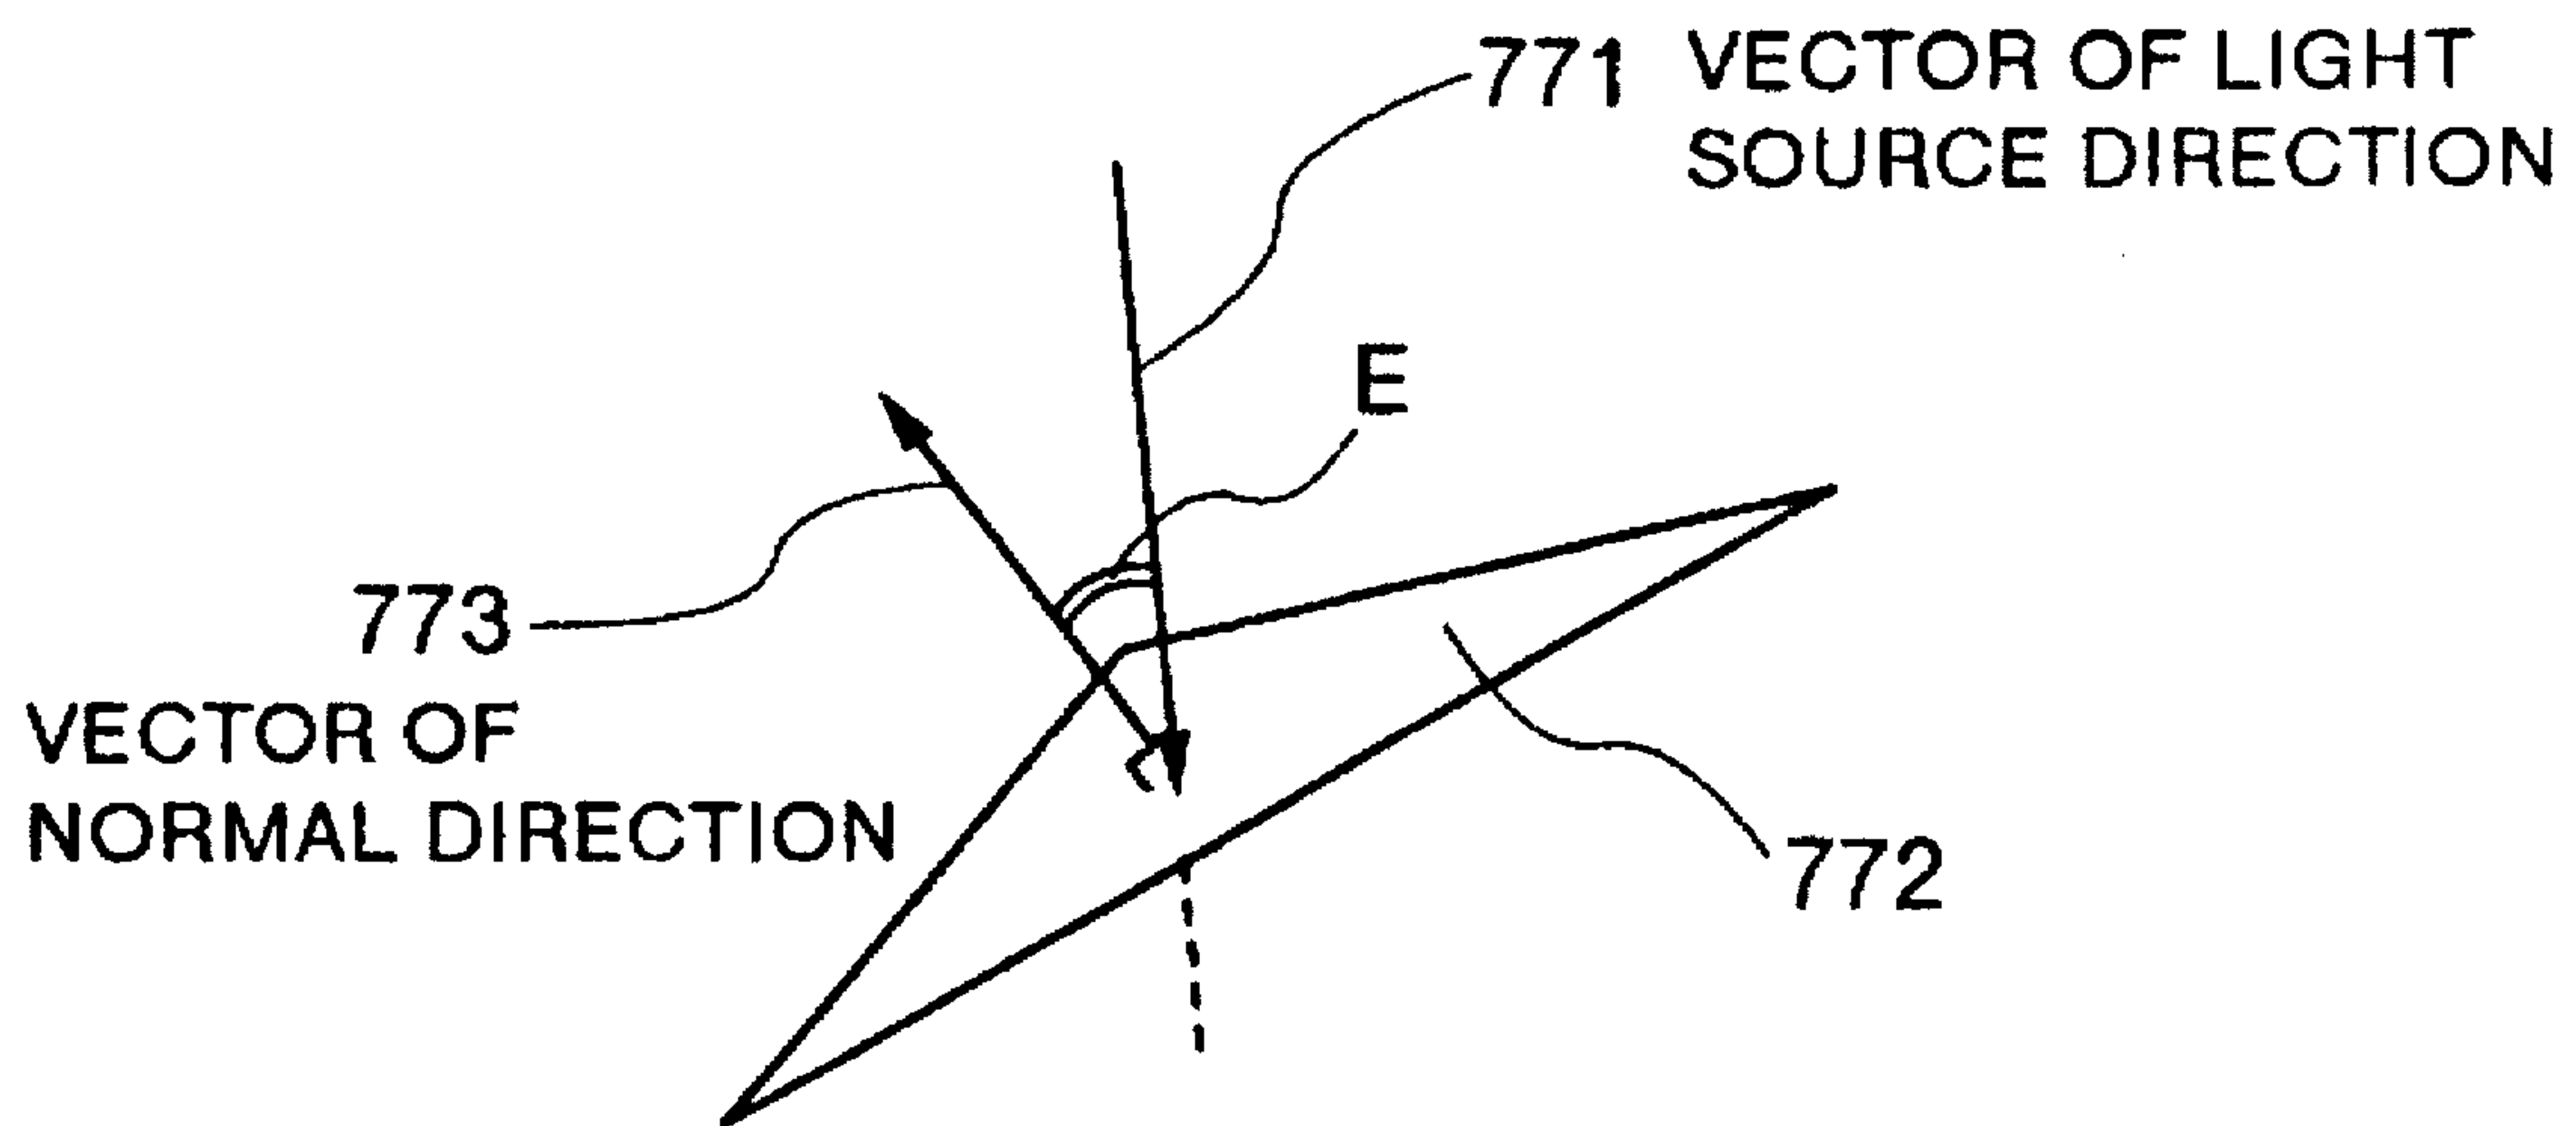 771 VECTOR OF LIGHT
SOURCE DIRECTION
E
773
VECTOR OF
NORMAL DIRECTION
772